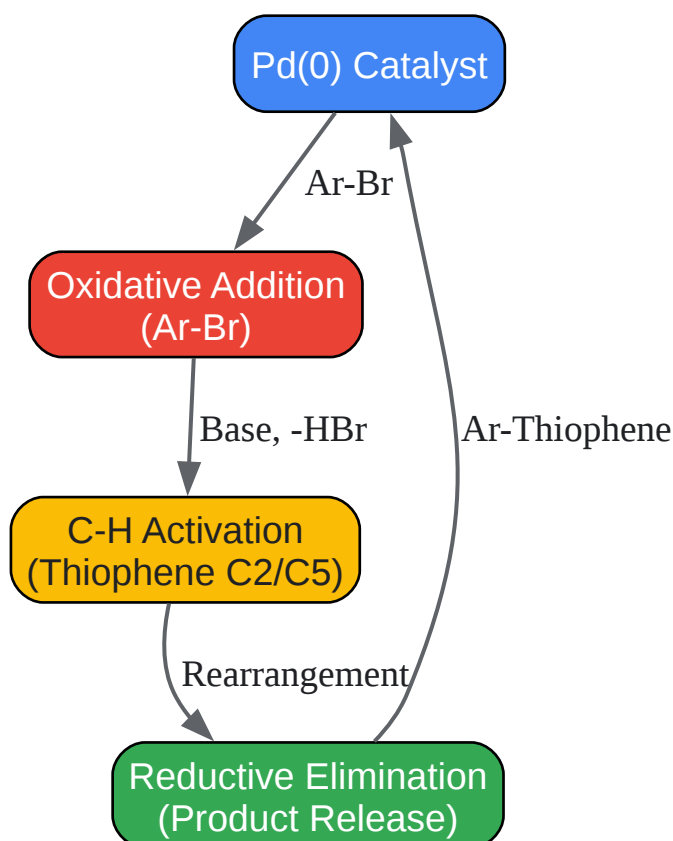 Pd(0) Catalyst
Ar-Br
Oxidative Addition
(Ar-Br)
Base, -HBr
Ar-Thiophene
C-H Activation
(Thiophene C2/C5)
Rearrangement
Reductive Elimination
(Product Release)